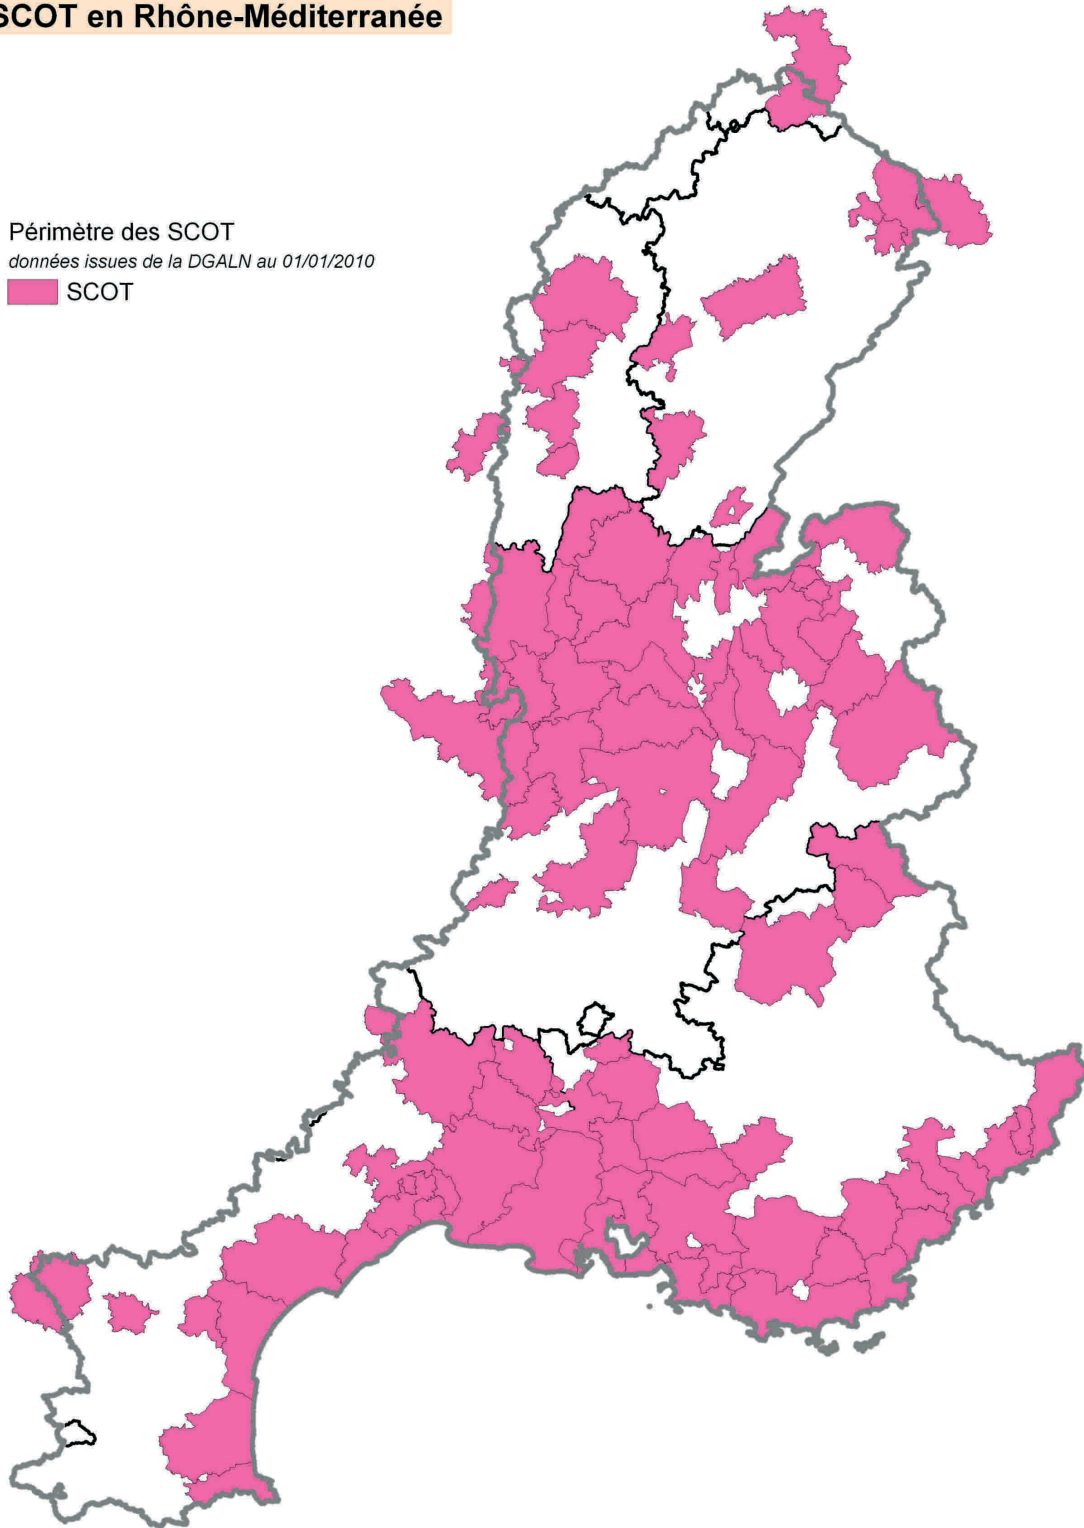 SCOT en Rhône-Méditerranée
Périmètre des SCOT
données issues de la DGALN au 01/01/2010
SCOT